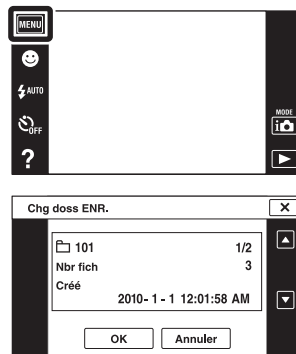 MENU
AUTO
OFF
?
MODE
i
Chg doss ENR.
101 1/2
Nbr fich 3
Créé
2010- 1 - 1 12:01:58 AM
OK Annuler